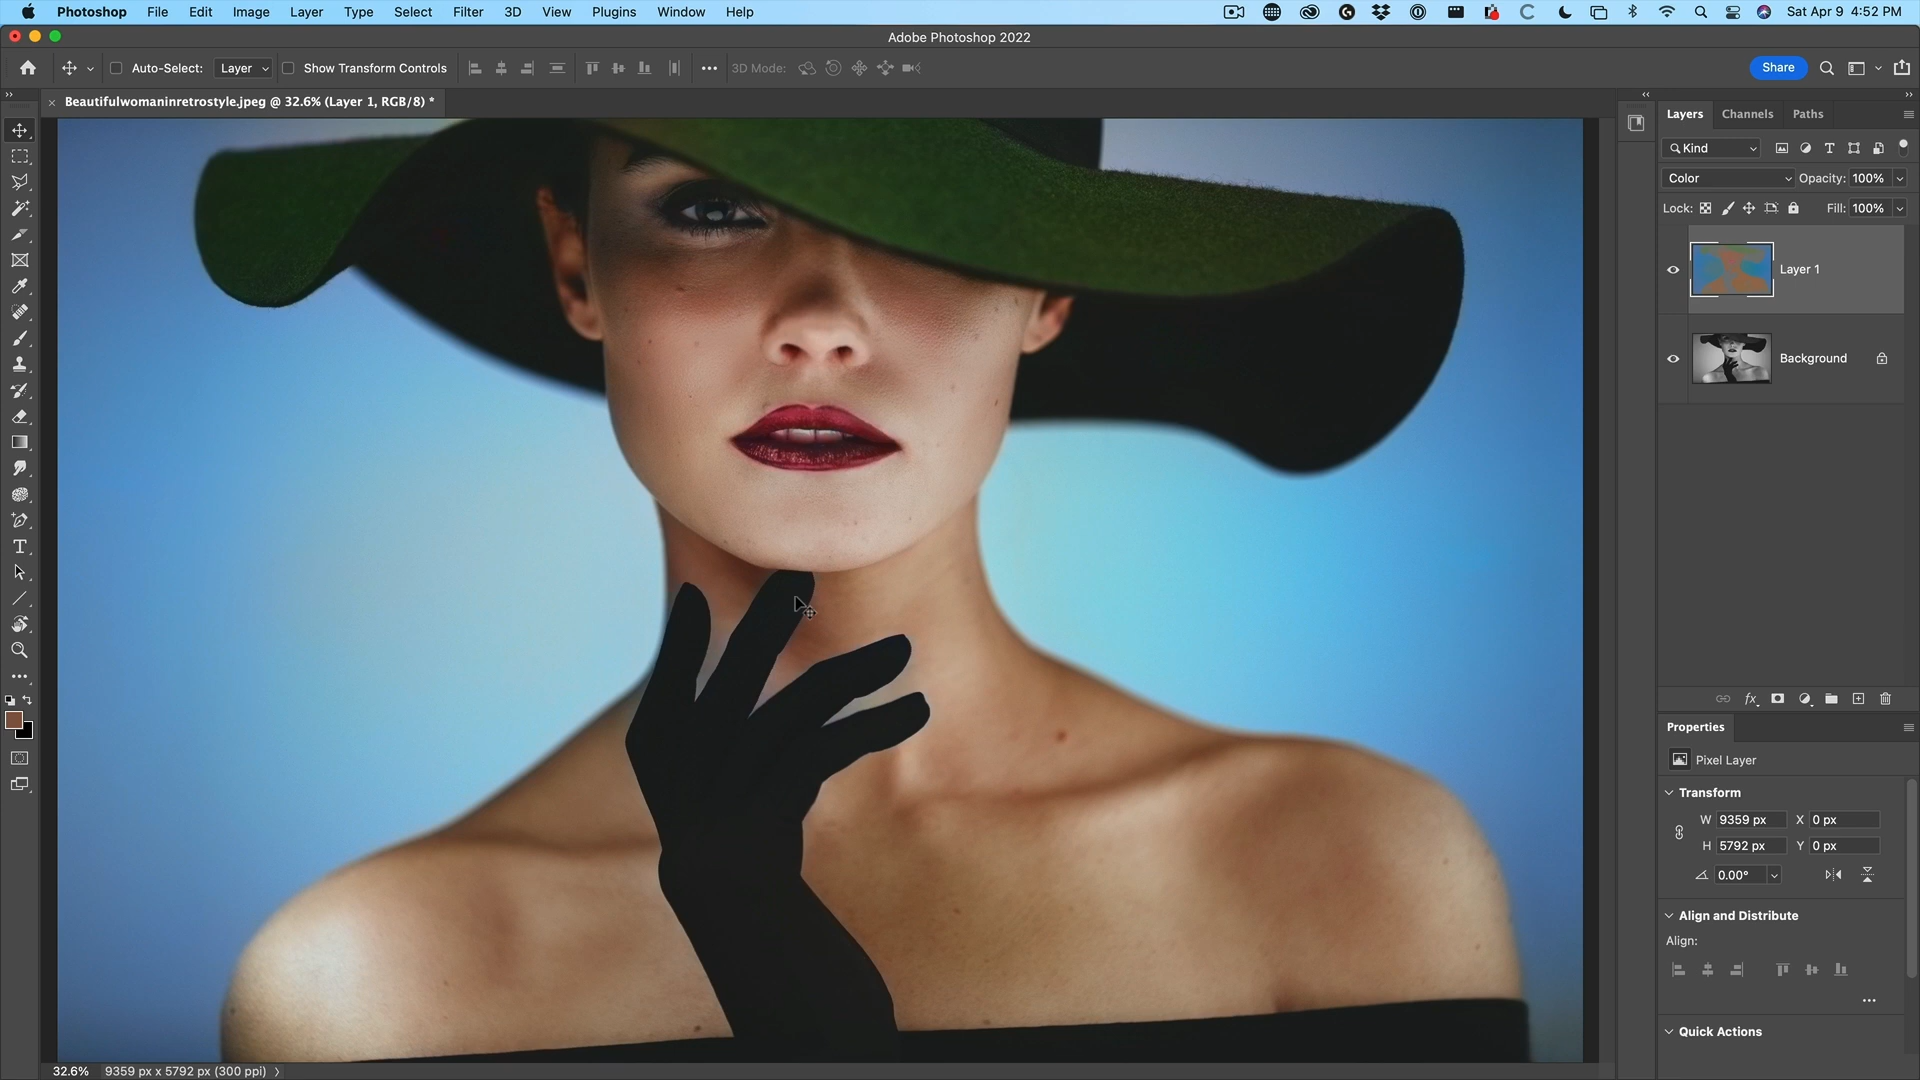 Photoshop File Edit Image Layer Type Select Filter 3D View Plugins Window Help Sat Apr 9 4:52 PM
Adobe Photoshop 2022
Auto-Select: Layer Show Transform Controls 3D Mode: Share
Beautifulwomaninretrostyle.jpeg @ 32.6% (Layer 1, RGB/8) *
Layers Channels Paths
Kind
Color Opacity: 100%
Lock: Fill: 100%
Layer 1
Background
fx
Properties
Pixel Layer
Transform
W 9359 px X 0 px
H 5792 px Y 0 px
0.00°
Align and Distribute
Align:
Quick Actions
32.6% 9359 px x 5792 px (300 ppi)